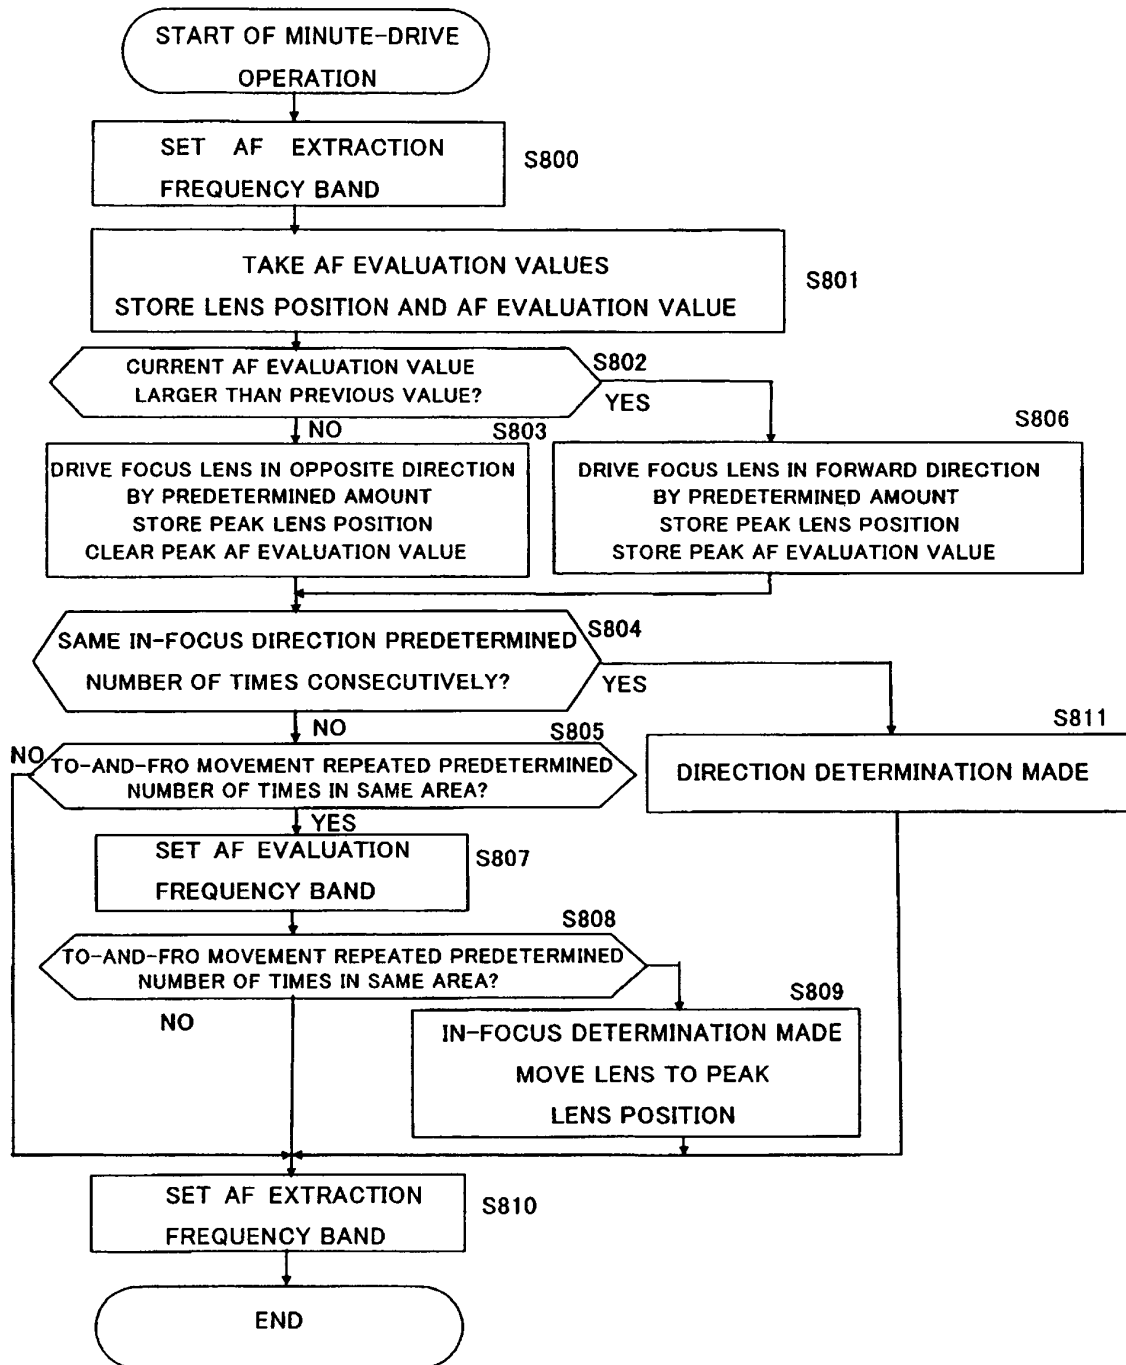 START OF MINUTE-DRIVE
OPERATION
SET AF EXTRACTION
FREQUENCY BAND
S800
TAKE AF EVALUATION VALUES
STORE LENS POSITION AND AF EVALUATION VALUE
S801
CURRENT AF EVALUATION VALUE
LARGER THAN PREVIOUS VALUE?
S802
YES
NO
S803
DRIVE FOCUS LENS IN OPPOSITE DIRECTION
BY PREDETERMINED AMOUNT
STORE PEAK LENS POSITION
CLEAR PEAK AF EVALUATION VALUE
S806
DRIVE FOCUS LENS IN FORWARD DIRECTION
BY PREDETERMINED AMOUNT
STORE PEAK LENS POSITION
STORE PEAK AF EVALUATION VALUE
SAME IN-FOCUS DIRECTION PREDETERMINED
NUMBER OF TIMES CONSECUTIVELY?
S804
YES
NO
S811
DIRECTION DETERMINATION MADE
S805
NO
TO-AND-FRO MOVEMENT REPEATED PREDETERMINED
NUMBER OF TIMES IN SAME AREA?
YES
SET AF EVALUATION
FREQUENCY BAND
S807
S808
TO-AND-FRO MOVEMENT REPEATED PREDETERMINED
NUMBER OF TIMES IN SAME AREA?
NO
S809
IN-FOCUS DETERMINATION MADE
MOVE LENS TO PEAK
LENS POSITION
SET AF EXTRACTION
FREQUENCY BAND
S810
END